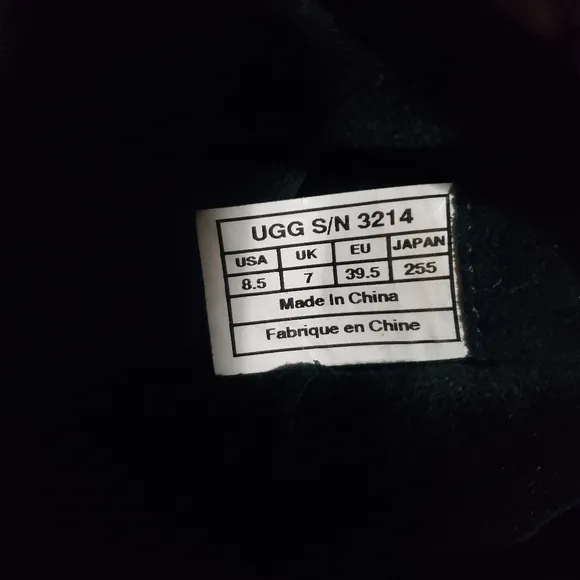 UGG S/N 3214
USA UK EU JAPAN
8.5 7 39.5 255
Made In China
Fabrique en Chine